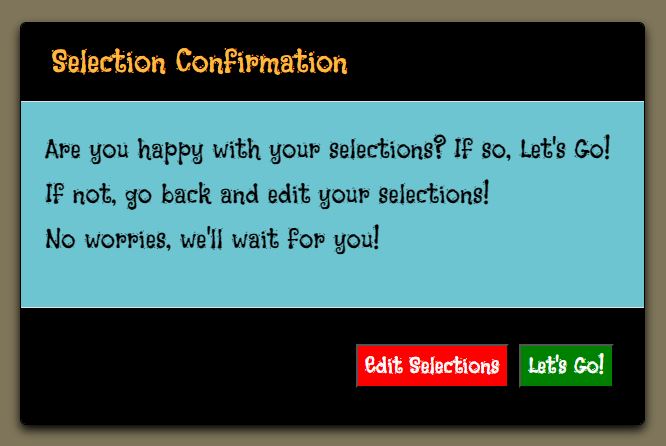 Selection Confirmation
Are you happy with your selections? If so, Let's Go!
If not, go back and edit your selections!
No worries, we'll wait for you!
Edit Selections
Let's Go!